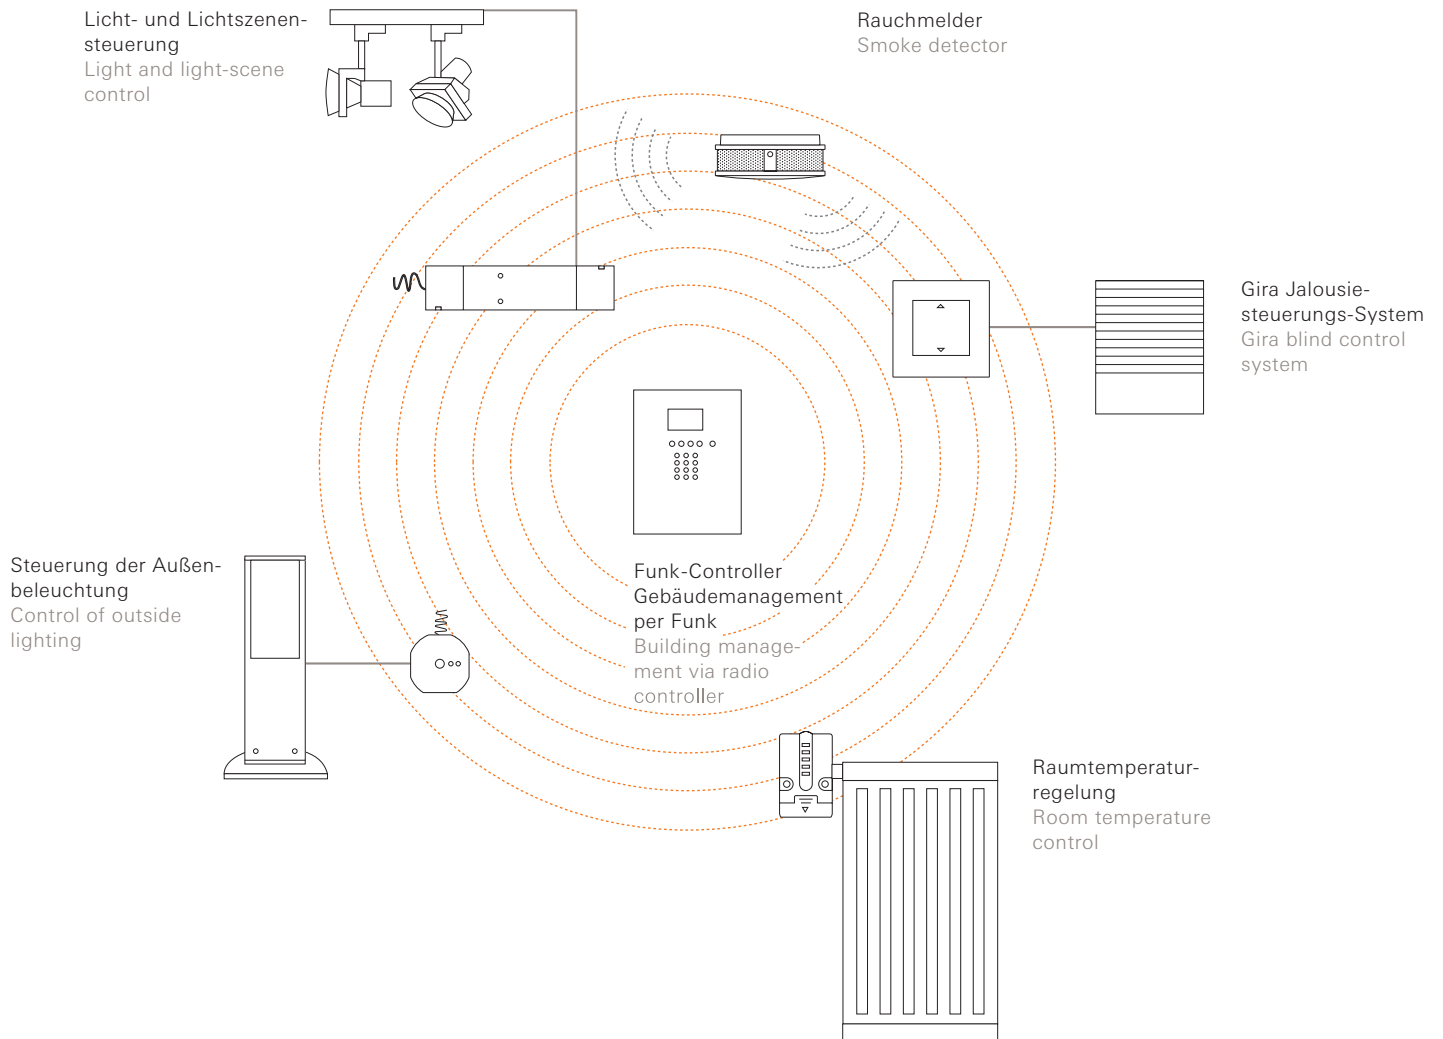 Licht- und Lichtszenen-
steuerung
Light and light-scene
control
Rauchmelder
Smoke detector
Gira Jalousie-
steuerungs-System
Gira blind control
system
Steuerung der Außen-
beleuchtung
Control of outside
lighting
Funk-Controller
Gebäudemanagement
per Funk
Building manage-
ment via radio
controller
Raumtemperatur-
regelung
Room temperature
control